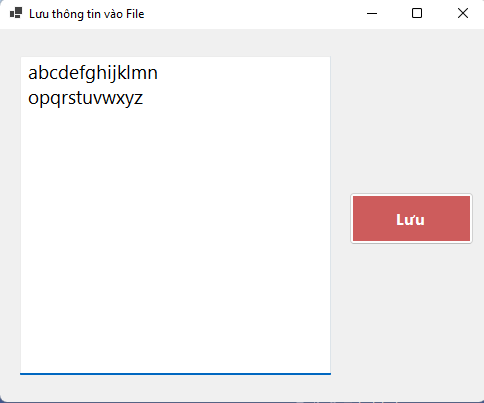 Lưu thông tin vào File
abcdefghijklmn
opqrstuvwxyz
Lưu